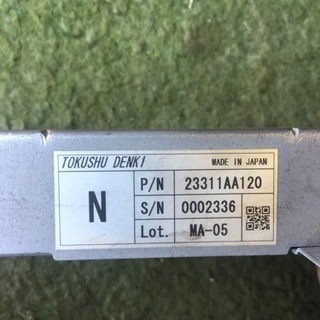 TOKUSHU DENKI MADE IN JAPAN
N
P/N 23311AA120
S/N 0002336
Lot. MA-05